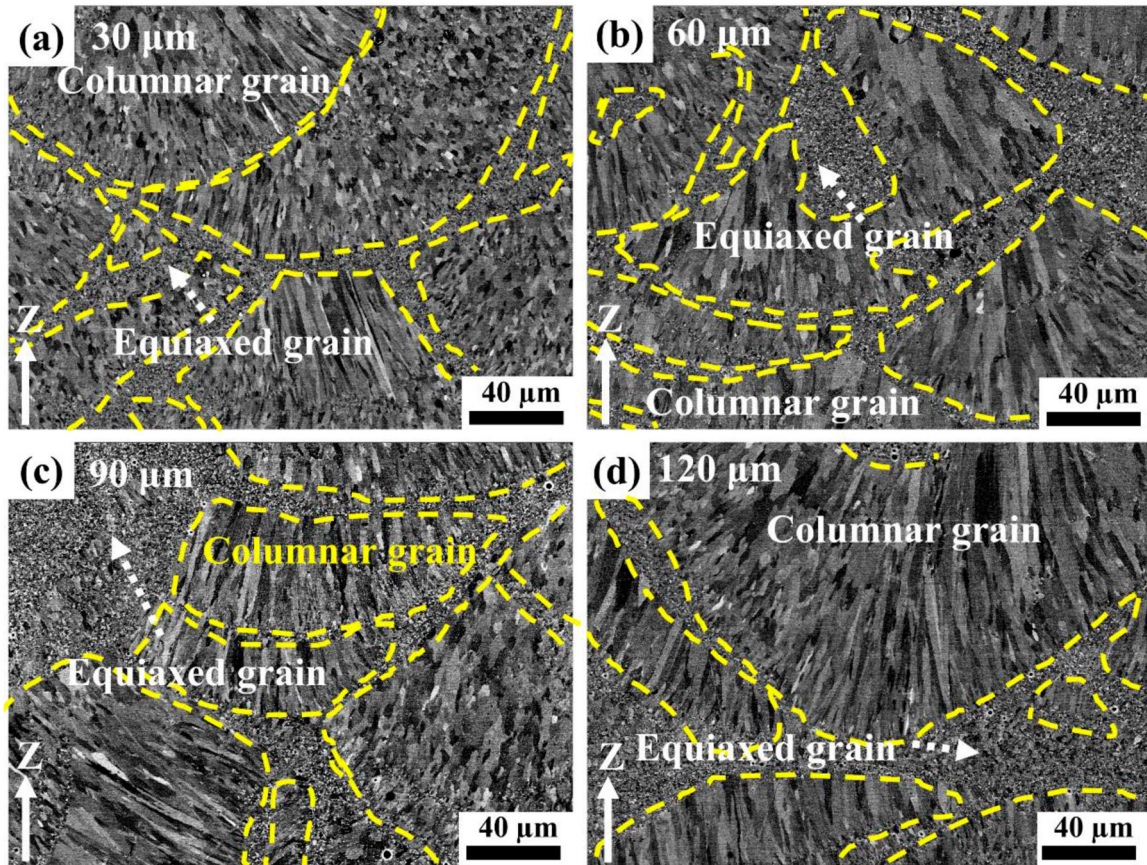 (a) 30 μm
Columnar grain
Equiaxed grain
Z
40 μm
(b) 60 μm
Equiaxed grain
Columnar grain
Z
40 μm
(c) 90 μm
Columnar grain
Equiaxed grain
Z
40 μm
(d) 120 μm
Columnar grain
Equiaxed grain
Z
40 μm